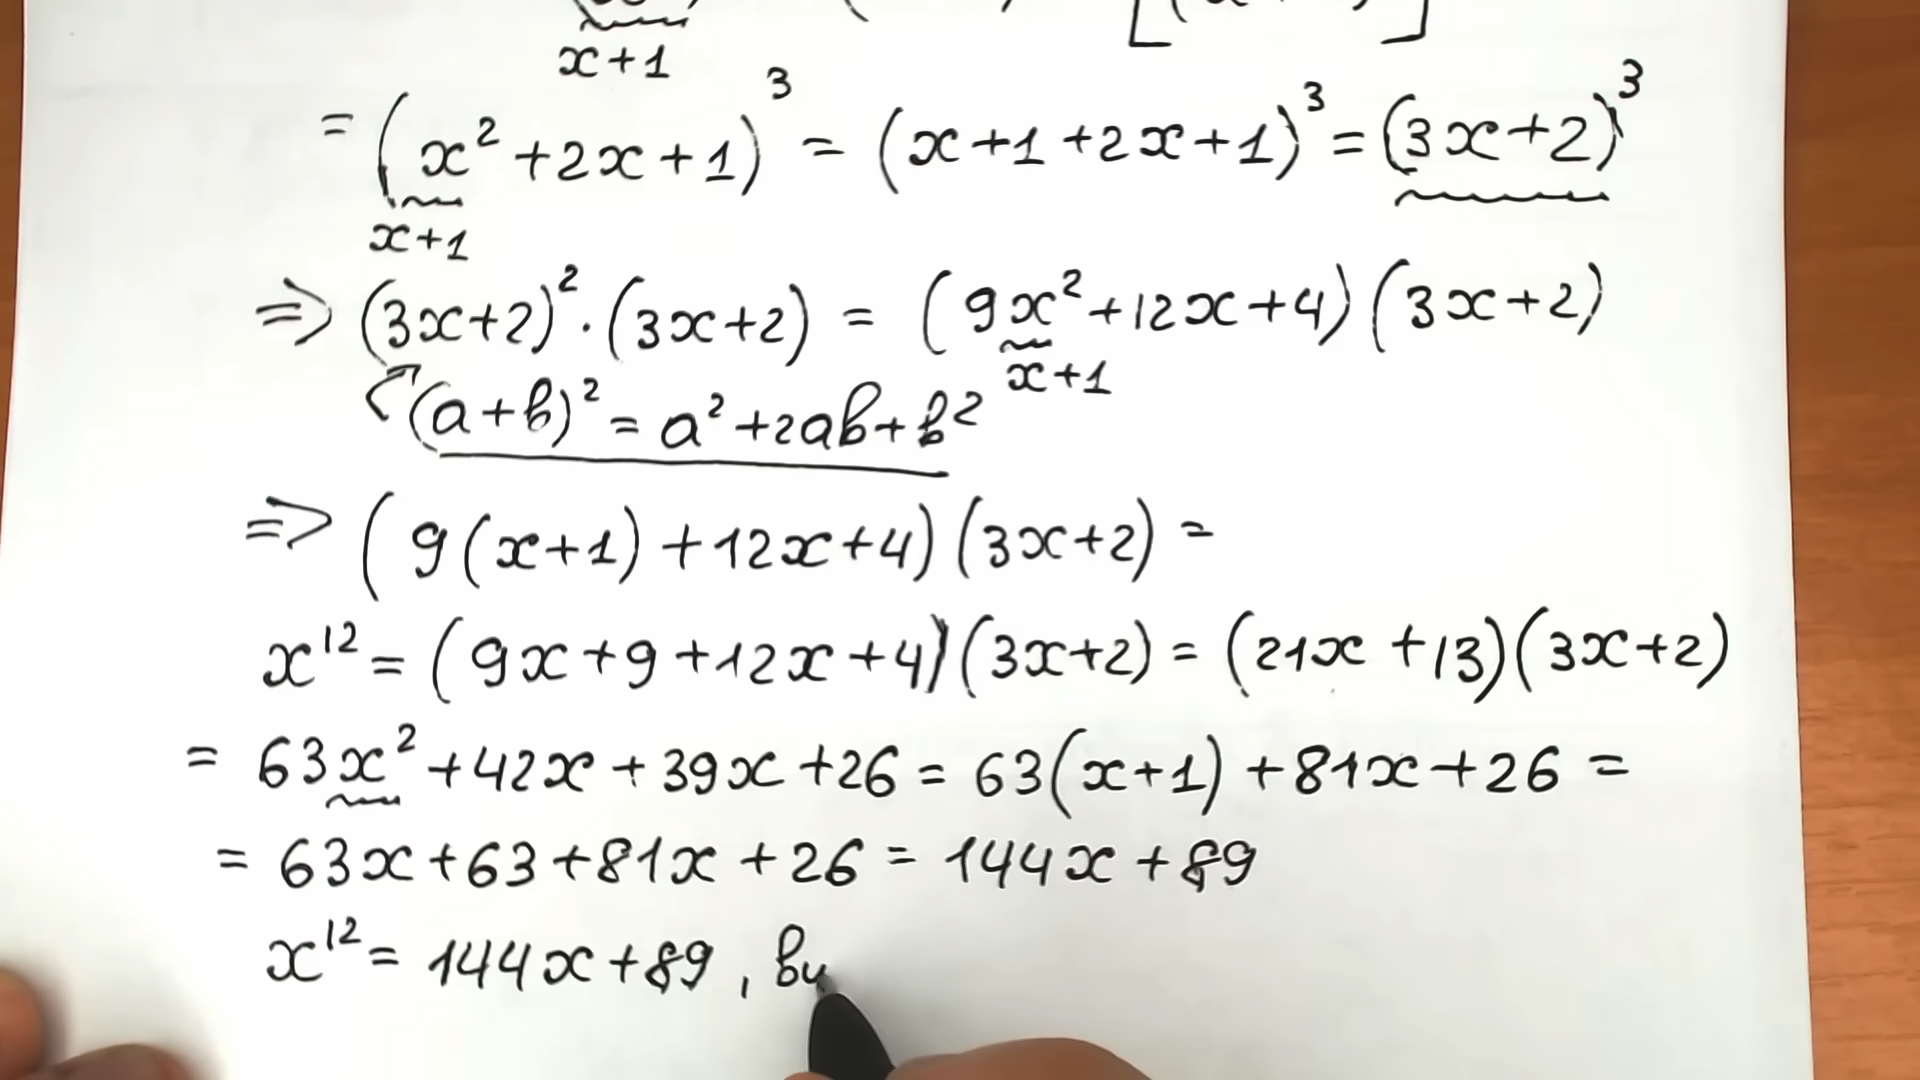 x+1
= (x²+2x+1)³ = (x+1+2x+1)³ = (3x+2)³
x+1
=> (3x+2)²·(3x+2) = (9x²+12x+4)(3x+2)
x+1
(a+b)² = a²+2ab+b²
=> (9(x+1)+12x+4)(3x+2) =
x¹² = (9x+9+12x+4)(3x+2) = (21x+13)(3x+2)
= 63x²+42x+39x+26 = 63(x+1)+81x+26 =
= 63x+63+81x+26 = 144x+89
x¹² = 144x+89,